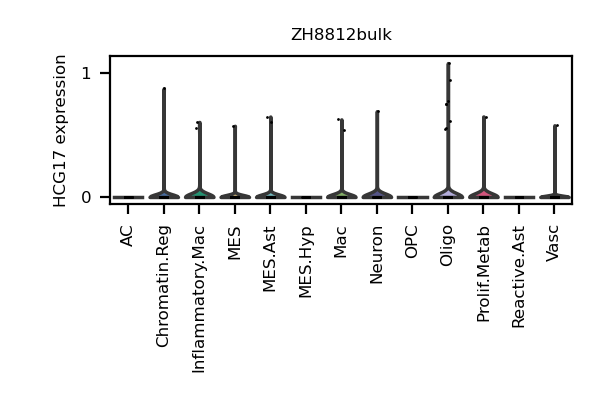 ZH8812bulk
HCG17 expression
1
0
AC
Chromatin.Reg
Inflammatory.Mac
MES
MES.Ast
MES.Hyp
Mac
Neuron
OPC
Oligo
Prolif.Metab
Reactive.Ast
Vasc